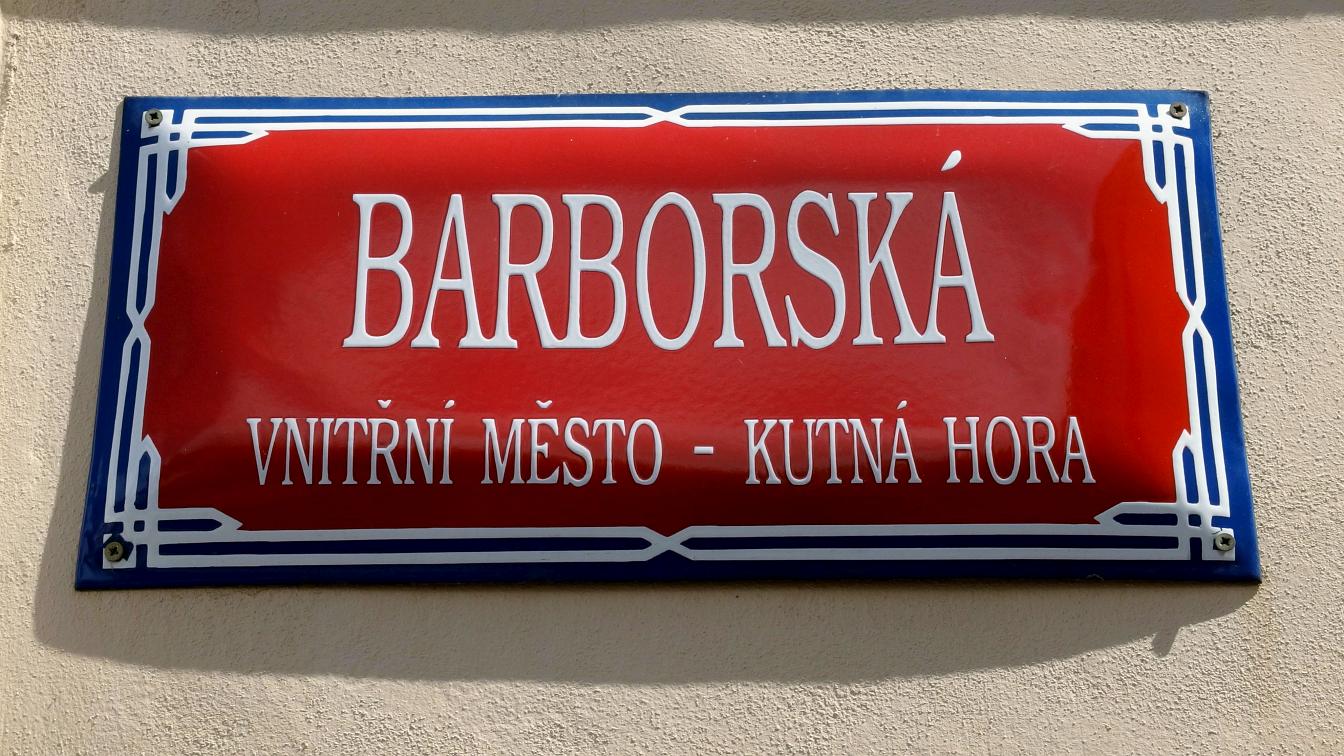 BARBORSKÁ
VNITŘNÍ MĚSTO - KUTNÁ HORA